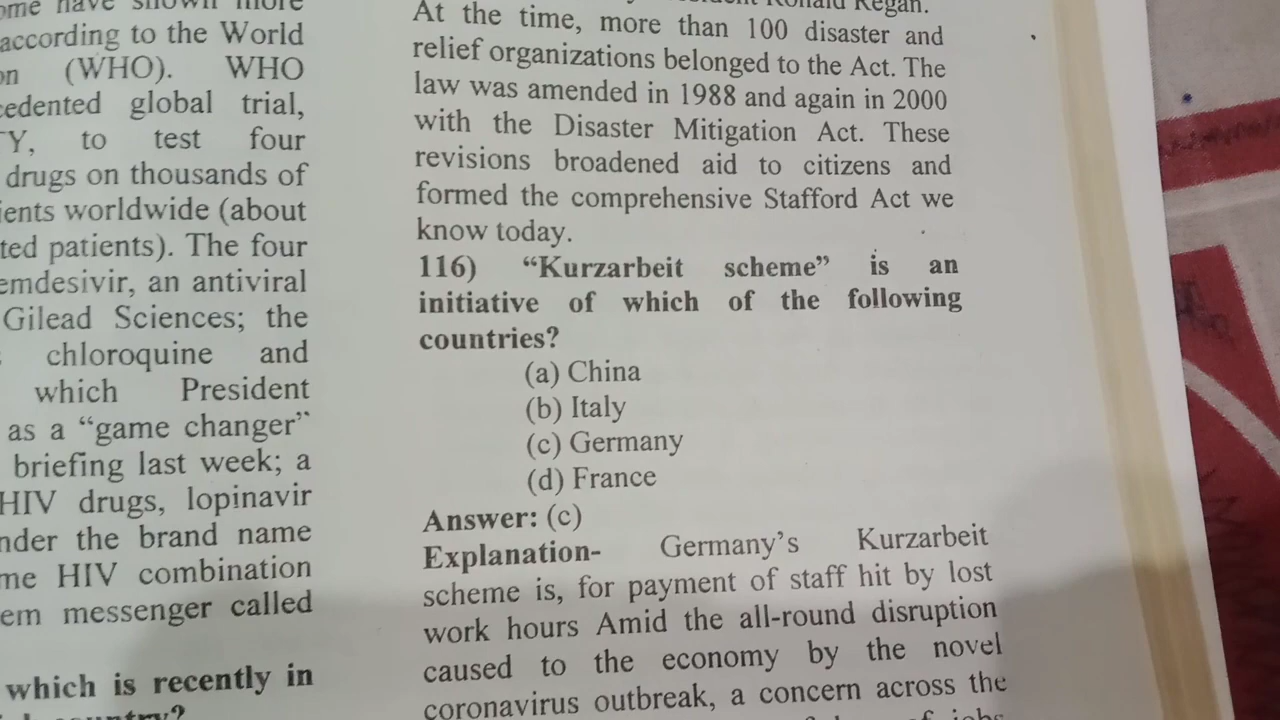 have shown more
according to the World
(WHO). WHO
global trial,
to test four
drugs on thousands of
worldwide (about
patients). The four
an antiviral
Gilead Sciences; the
chloroquine and
which President
as a “game changer”
briefing last week; a
HIV drugs, lopinavir
the brand name
HIV combination
messenger called
which is recently in
Regan.
At the time, more than 100 disaster and
relief organizations belonged to the Act. The
law was amended in 1988 and again in 2000
with the Disaster Mitigation Act. These
revisions broadened aid to citizens and
formed the comprehensive Stafford Act we
know today.
116) “Kurzarbeit scheme” is an
initiative of which of the following
countries?
(a) China
(b) Italy
(c) Germany
(d) France
Answer: (c)
Explanation- Germany’s Kurzarbeit
scheme is, for payment of staff hit by lost
work hours Amid the all-round disruption
caused to the economy by the novel
coronavirus outbreak, a concern across the
of jobs